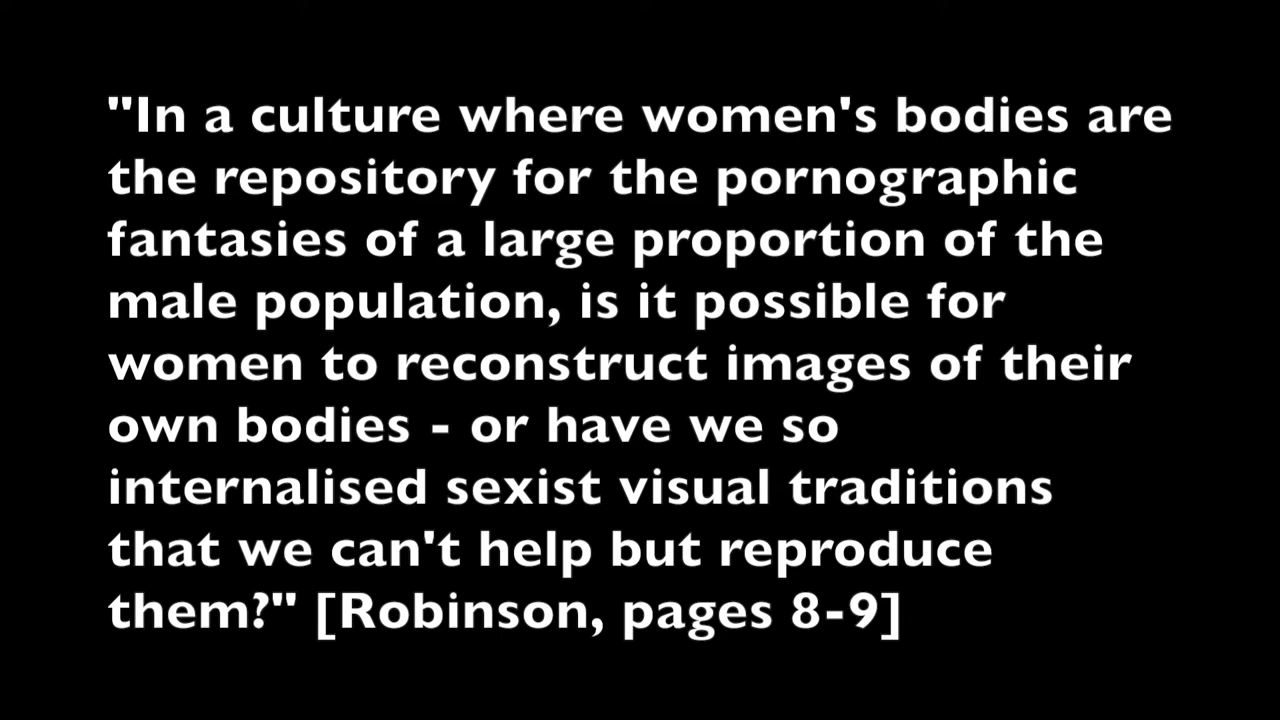 "In a culture where women's bodies are
the repository for the pornographic
fantasies of a large proportion of the
male population, is it possible for
women to reconstruct images of their
own bodies - or have we so
internalised sexist visual traditions
that we can't help but reproduce
them?" [Robinson, pages 8-9]